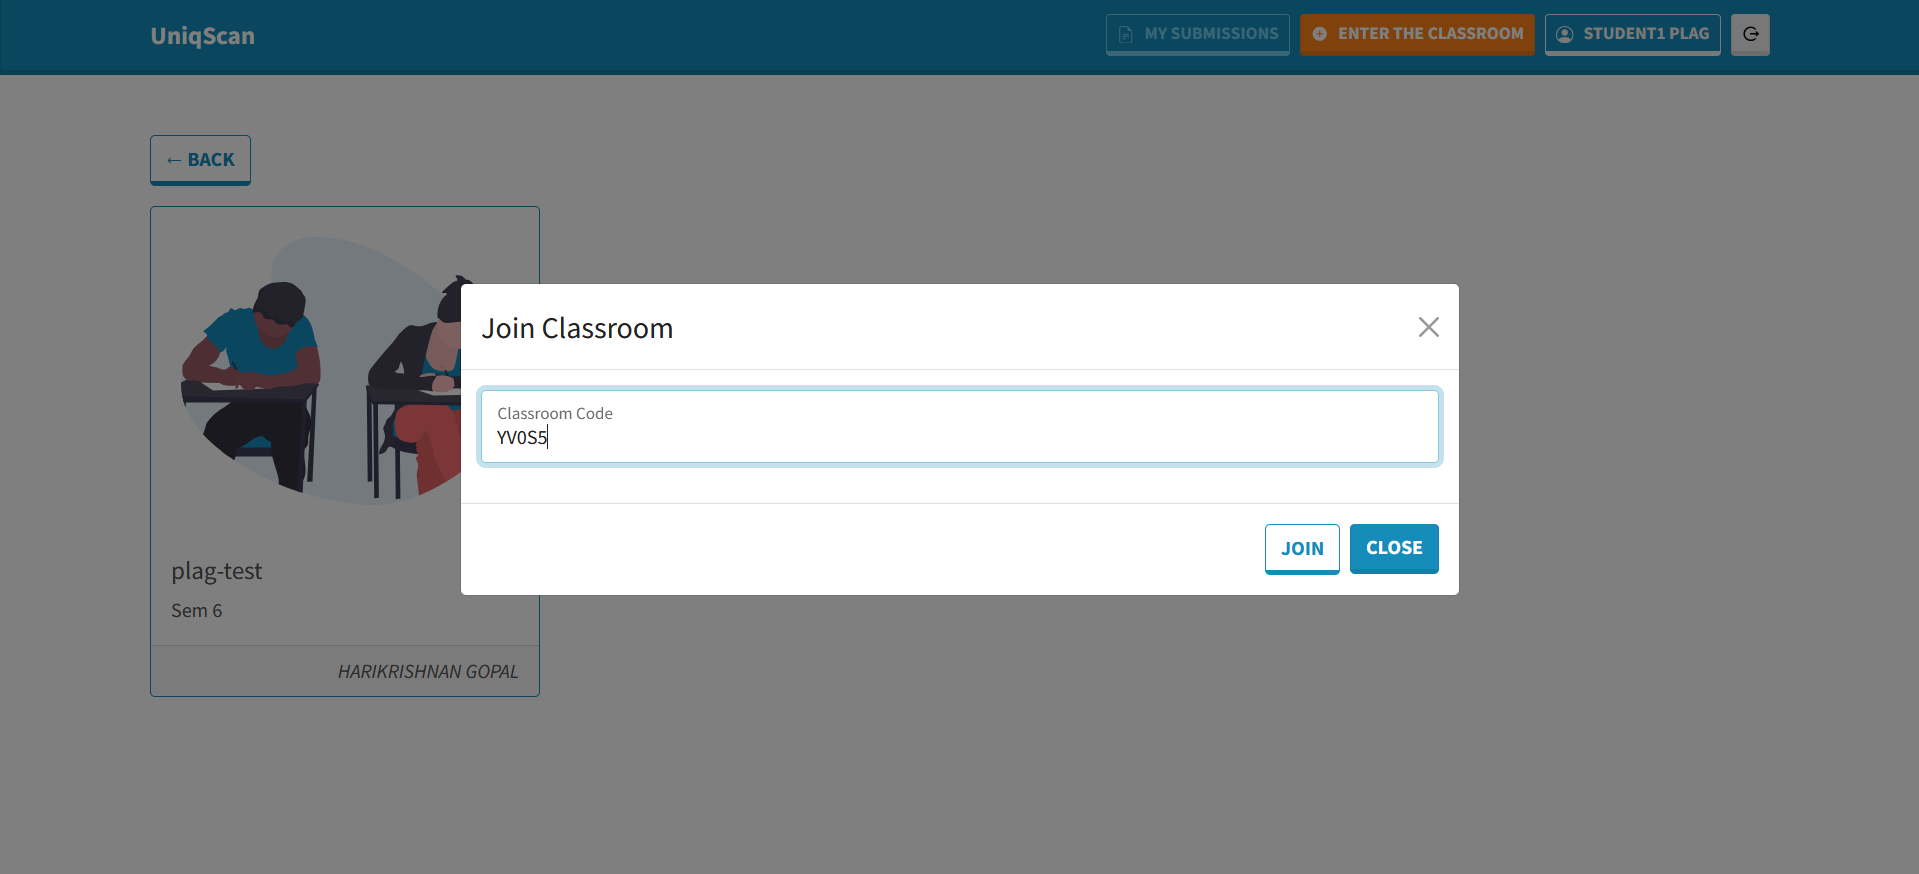 UniqScan
MY SUBMISSIONS
ENTER THE CLASSROOM
STUDENT1 PLAG
← BACK
Join Classroom
Classroom Code
YV0S5
JOIN
CLOSE
plag-test
Sem 6
HARIKRISHNAN GOPAL